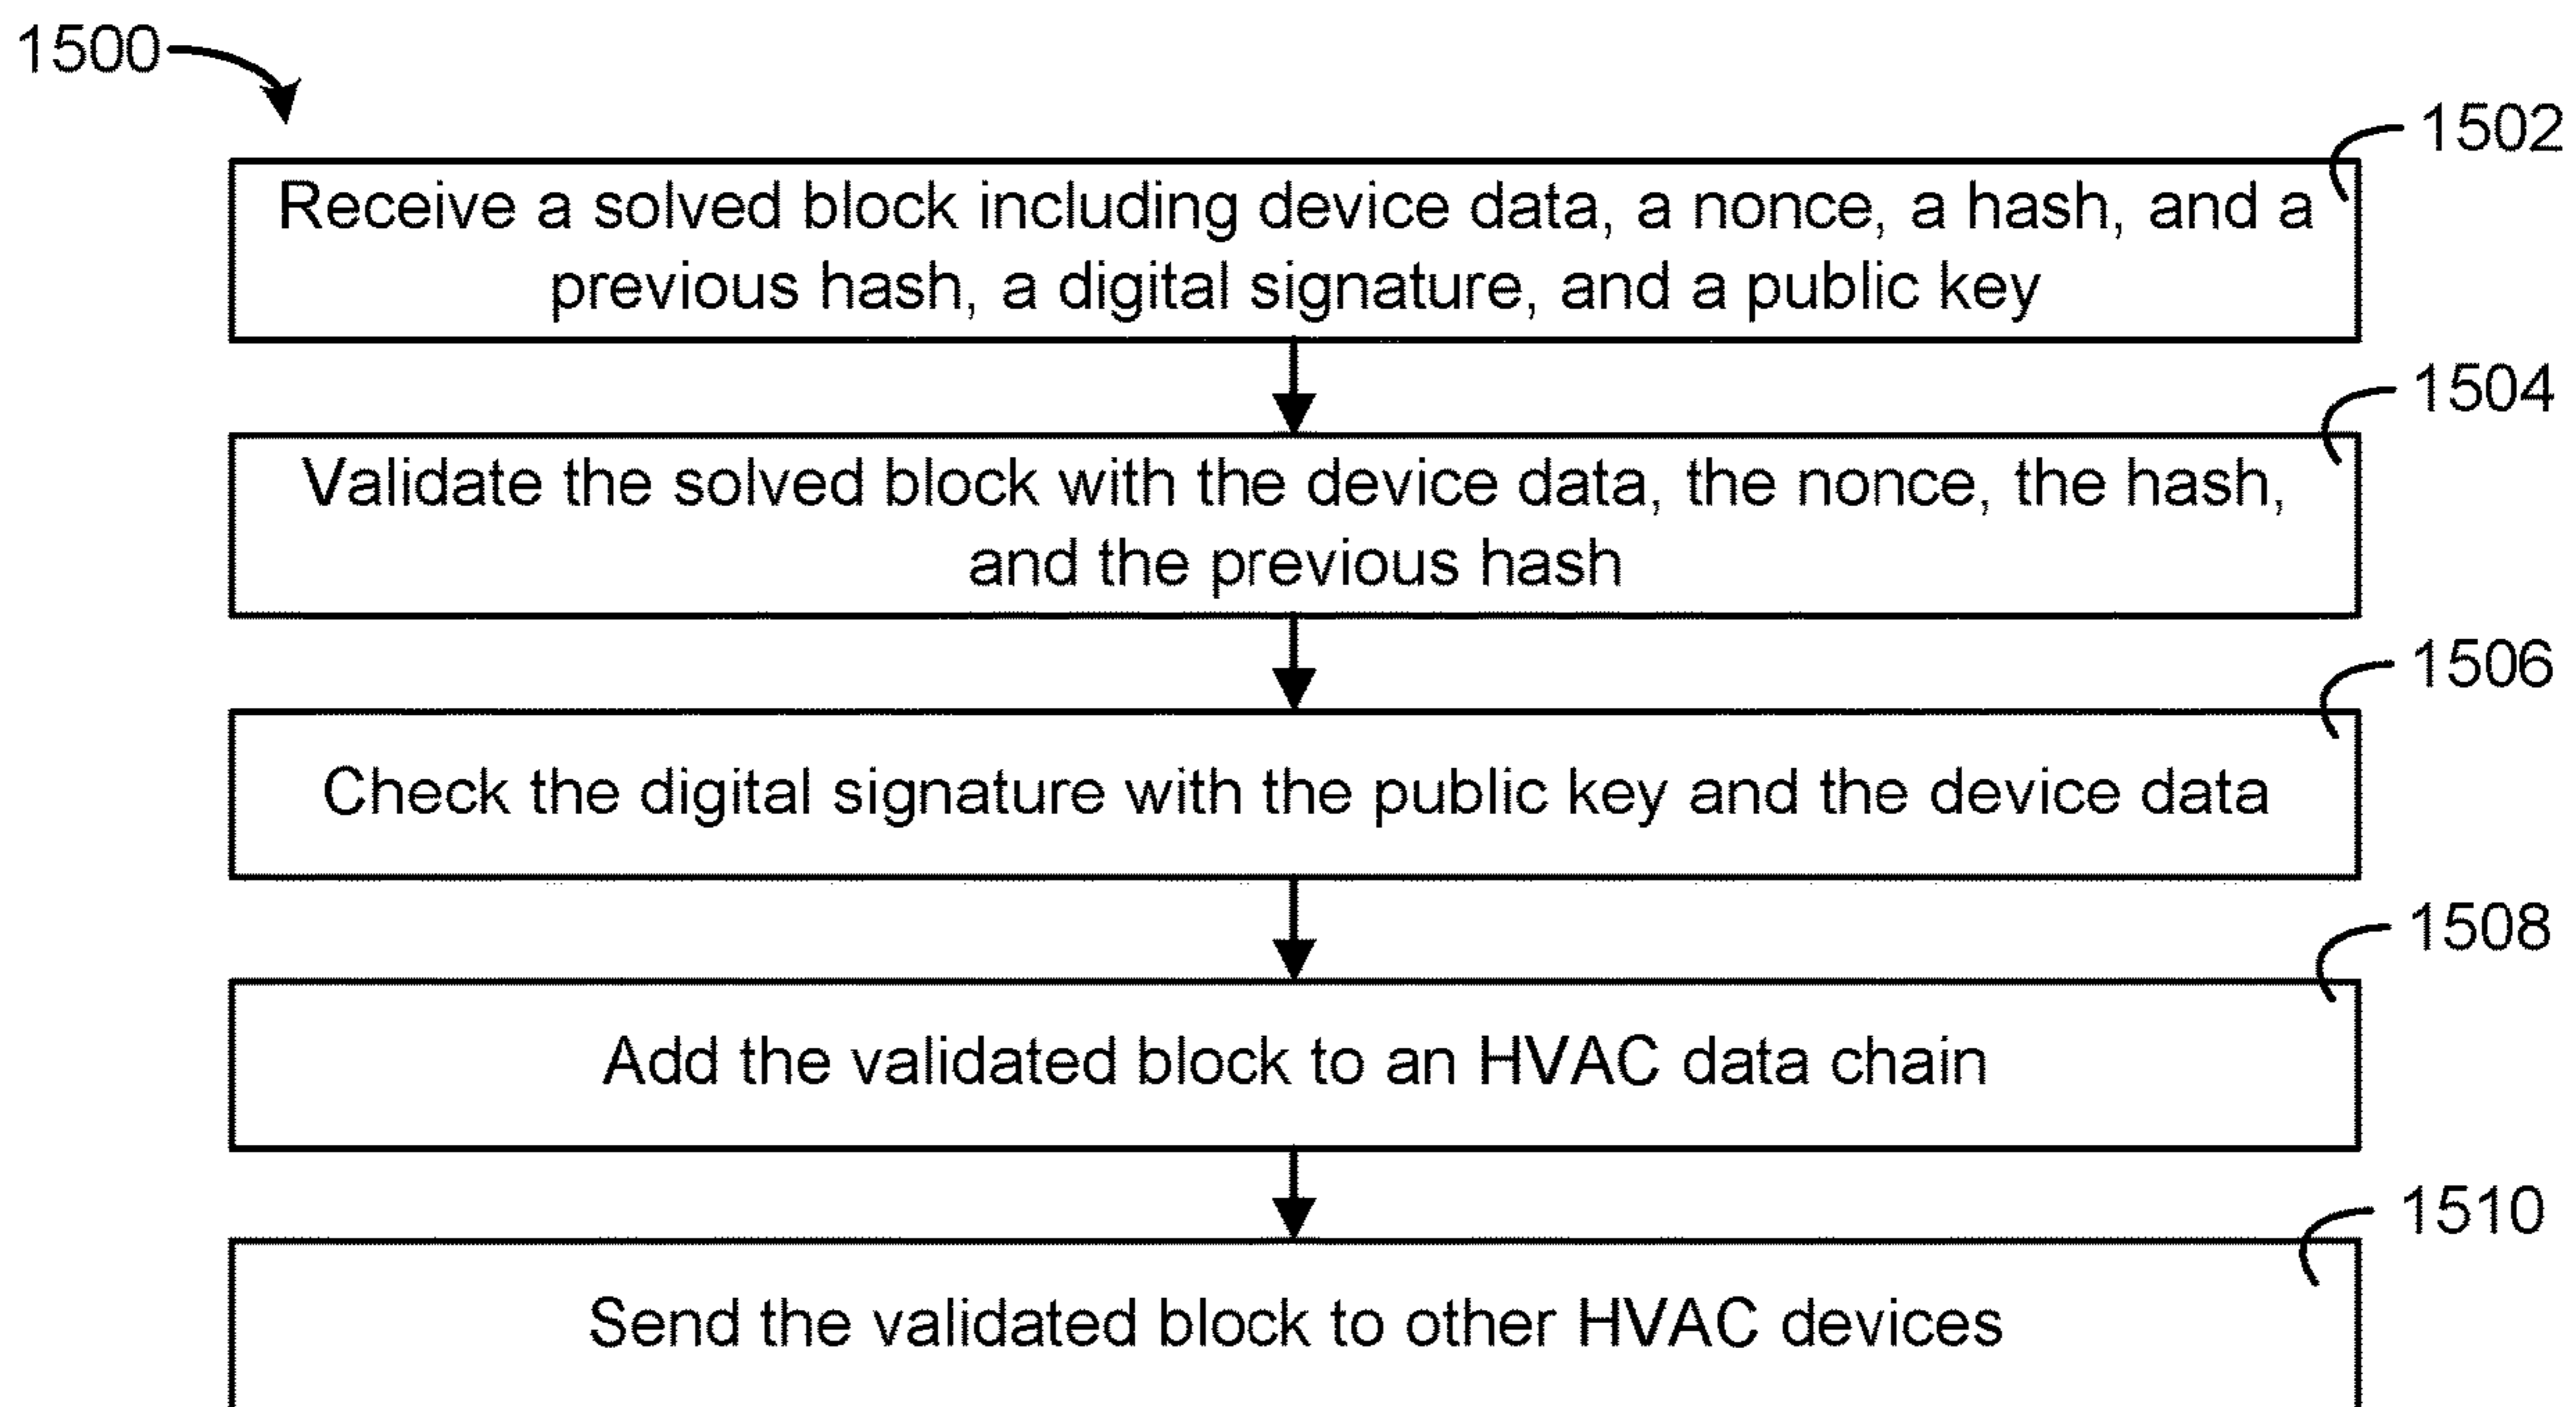 1500
1502
Receive a solved block including device data, a nonce, a hash, and a
previous hash, a digital signature, and a public key
1504
Validate the solved block with the device data, the nonce, the hash,
and the previous hash
1506
Check the digital signature with the public key and the device data
1508
Add the validated block to an HVAC data chain
1510
Send the validated block to other HVAC devices